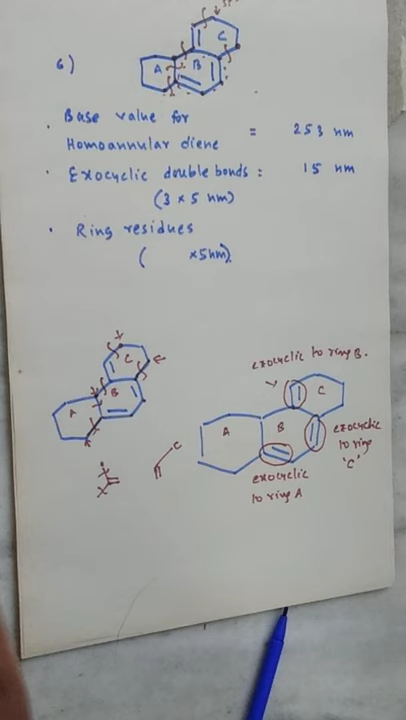 6)
A
B
C
Base value for
Homoannular diene = 253 nm
Exocyclic double bonds : 15 nm
(3 x 5 nm)
Ring residues
( x5nm)
A
B
C
C
exocyclic to ring B.
A
B
C
exocyclic
to ring
'C'
exocyclic
to ring A